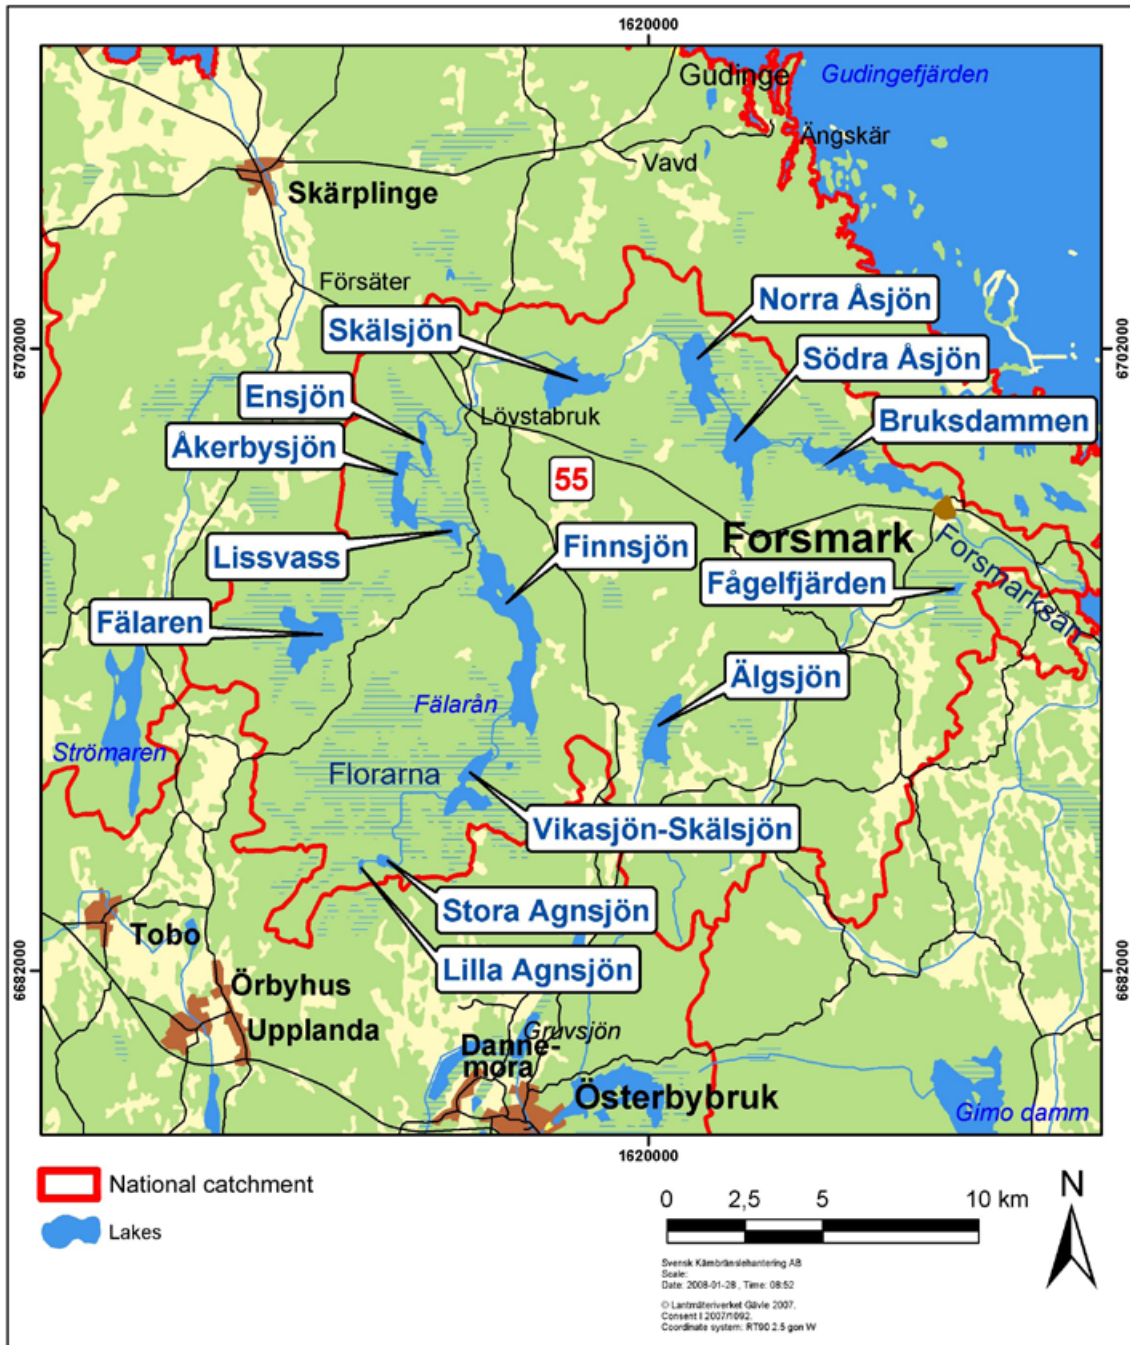 1620000
Gudinge
Gudingefjärden
Ängskär
Vavd
Skärplinge
Försäter
Norra Åsjön
Skälsjön
6702000
6702000
Södra Åsjön
Ensjön
Lövstabruk
Bruksdammen
Åkerbysjön
55
Forsmark
Lissvass
Finnsjön
Forsmarksån
Fågelfjärden
Fälaren
Älgsjön
Fälarån
Strömaren
Florarna
Vikasjön-Skälsjön
Stora Agnsjön
Tobo
Lilla Agnsjön
6682000
6682000
Örbyhus
Upplanda
Gruvsjön
Danne-
mora
Österbybruk
Gimo damm
1620000
National catchment
Lakes
0 2,5 5 10 km
N
Svensk Kärnbränslehantering AB
Scale:
Date: 2008-01-28 , Time: 08:52
© Lantmäteriverket Gävle 2007.
Consent I 2007/1092.
Coordinate system: RT90 2.5 gon W